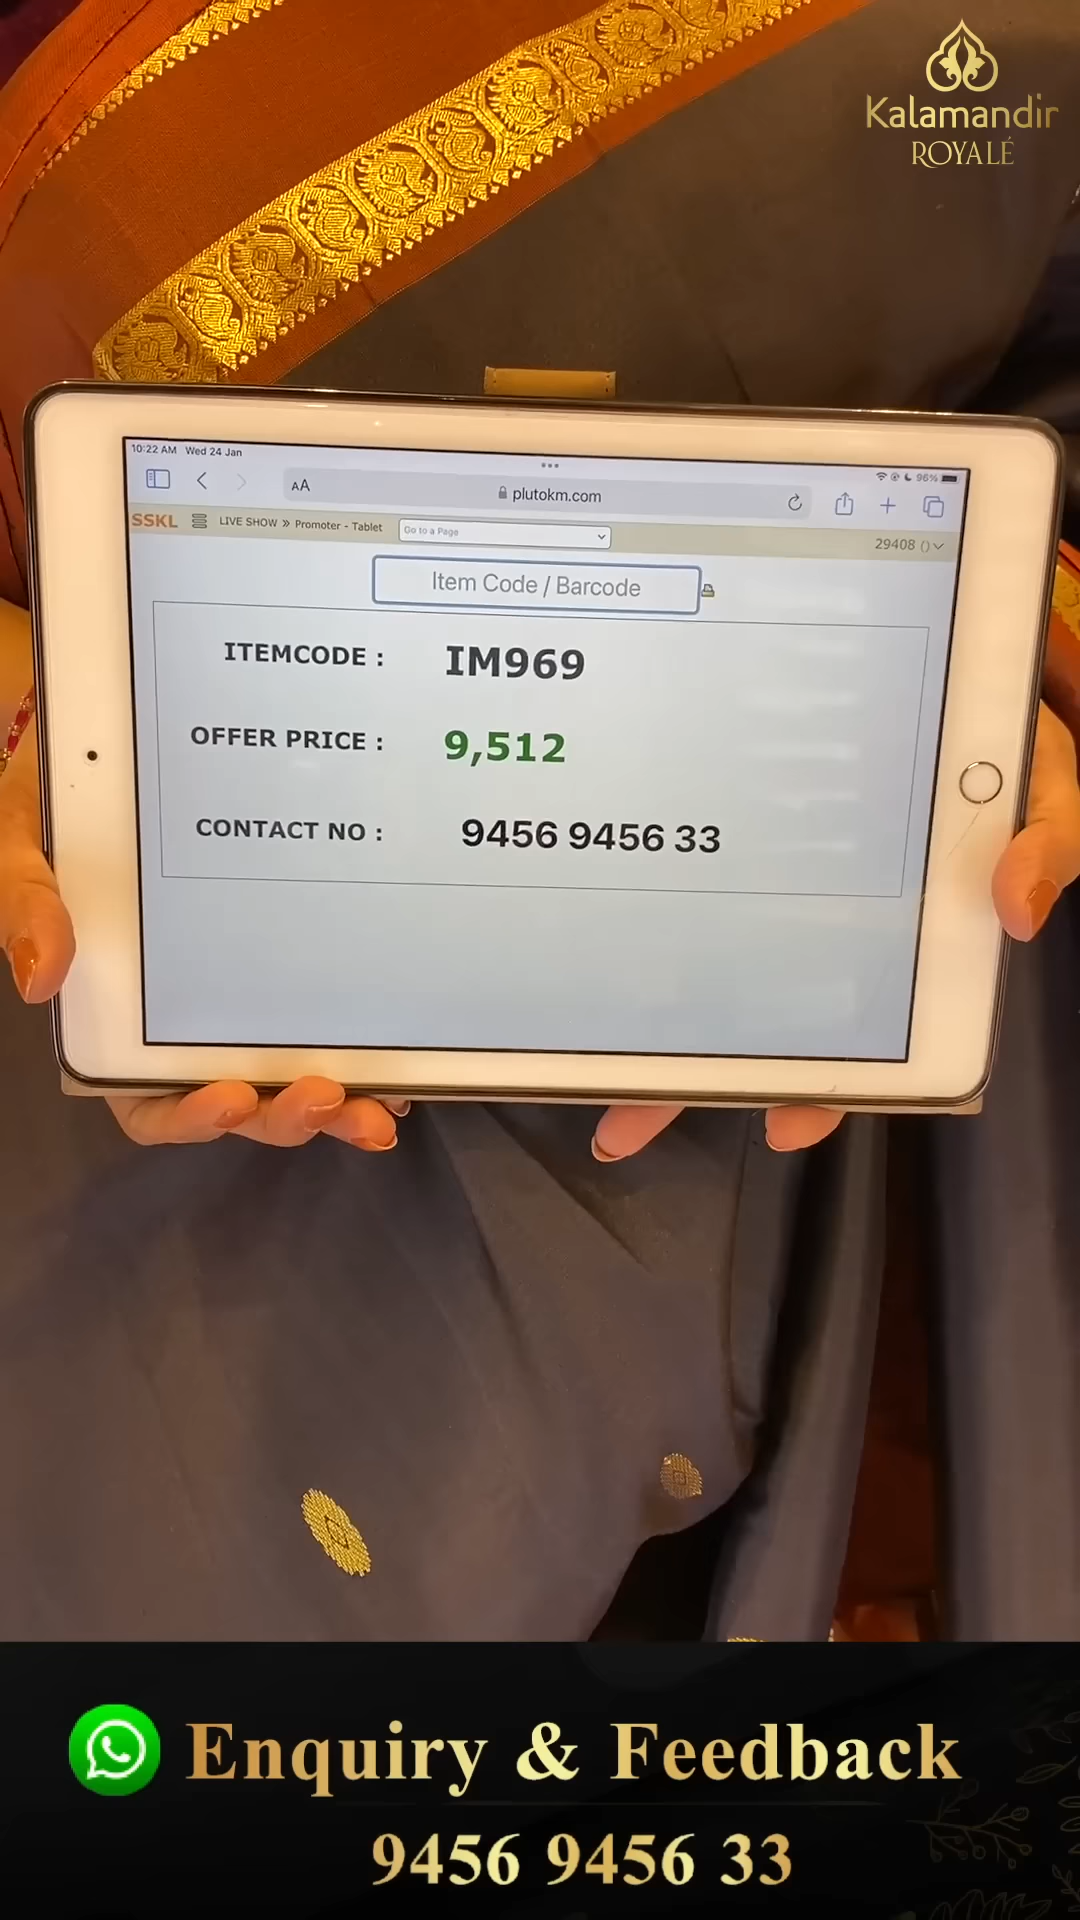 Kalamandir
ROYALÉ
10:22 AM Wed 24 Jan
96%
AA
plutokm.com
SSKL
LIVE SHOW » Promoter - Tablet
Go to a Page
29408 ()
Item Code / Barcode
ITEMCODE : IM969
OFFER PRICE : 9,512
CONTACT NO : 9456 9456 33
Enquiry & Feedback
9456 9456 33